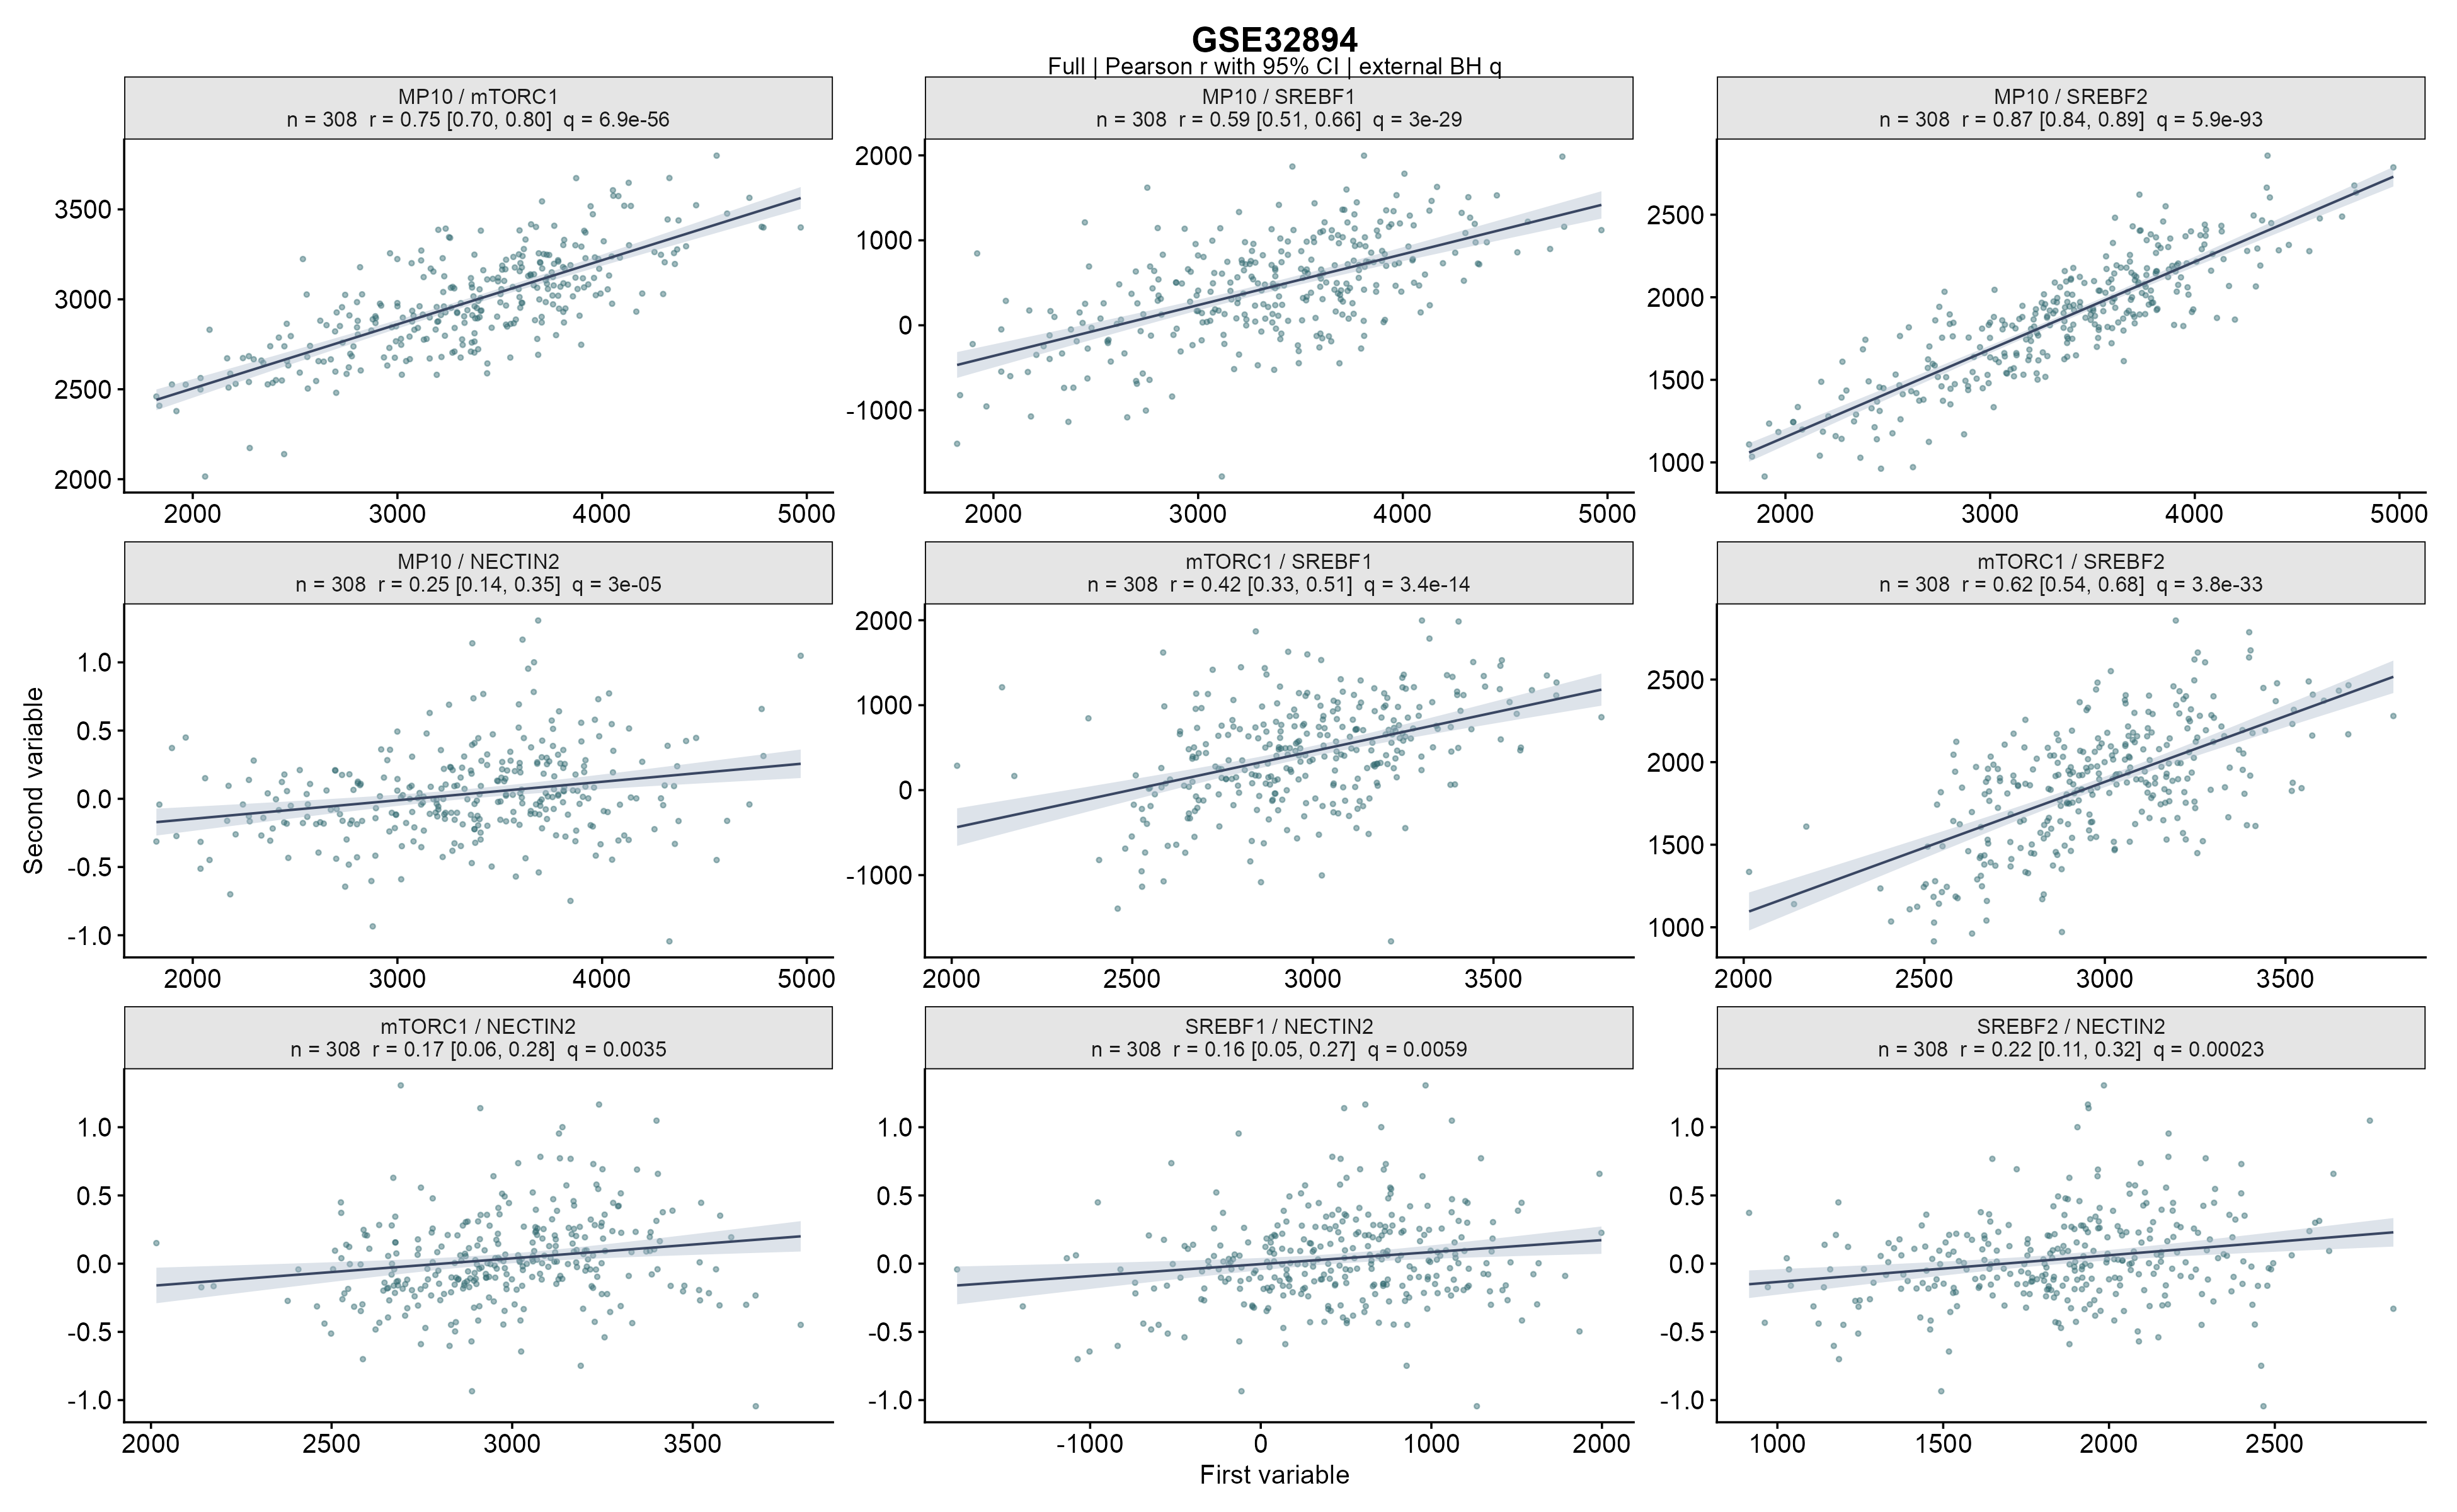 GSE32894
Full | Pearson r with 95% CI | external BH q
MP10 / mTORC1
n = 308 r = 0.75 [0.70, 0.80] q = 6.9e-56
MP10 / SREBF1
n = 308 r = 0.59 [0.51, 0.66] q = 3e-29
MP10 / SREBF2
n = 308 r = 0.87 [0.84, 0.89] q = 5.9e-93
3500
3000
2500
2000
2000 3000 4000 5000
2000
1000
0
-1000
2000 3000 4000 5000
2500
2000
1500
1000
2000 3000 4000 5000
MP10 / NECTIN2
n = 308 r = 0.25 [0.14, 0.35] q = 3e-05
mTORC1 / SREBF1
n = 308 r = 0.42 [0.33, 0.51] q = 3.4e-14
mTORC1 / SREBF2
n = 308 r = 0.62 [0.54, 0.68] q = 3.8e-33
Second variable
1.0
0.5
0.0
-0.5
-1.0
2000 3000 4000 5000
2000
1000
0
-1000
2000 2500 3000 3500
2500
2000
1500
1000
2000 2500 3000 3500
mTORC1 / NECTIN2
n = 308 r = 0.17 [0.06, 0.28] q = 0.0035
SREBF1 / NECTIN2
n = 308 r = 0.16 [0.05, 0.27] q = 0.0059
SREBF2 / NECTIN2
n = 308 r = 0.22 [0.11, 0.32] q = 0.00023
1.0
0.5
0.0
-0.5
-1.0
2000 2500 3000 3500
1.0
0.5
0.0
-0.5
-1.0
-1000 0 1000 2000
1.0
0.5
0.0
-0.5
-1.0
1000 1500 2000 2500
First variable